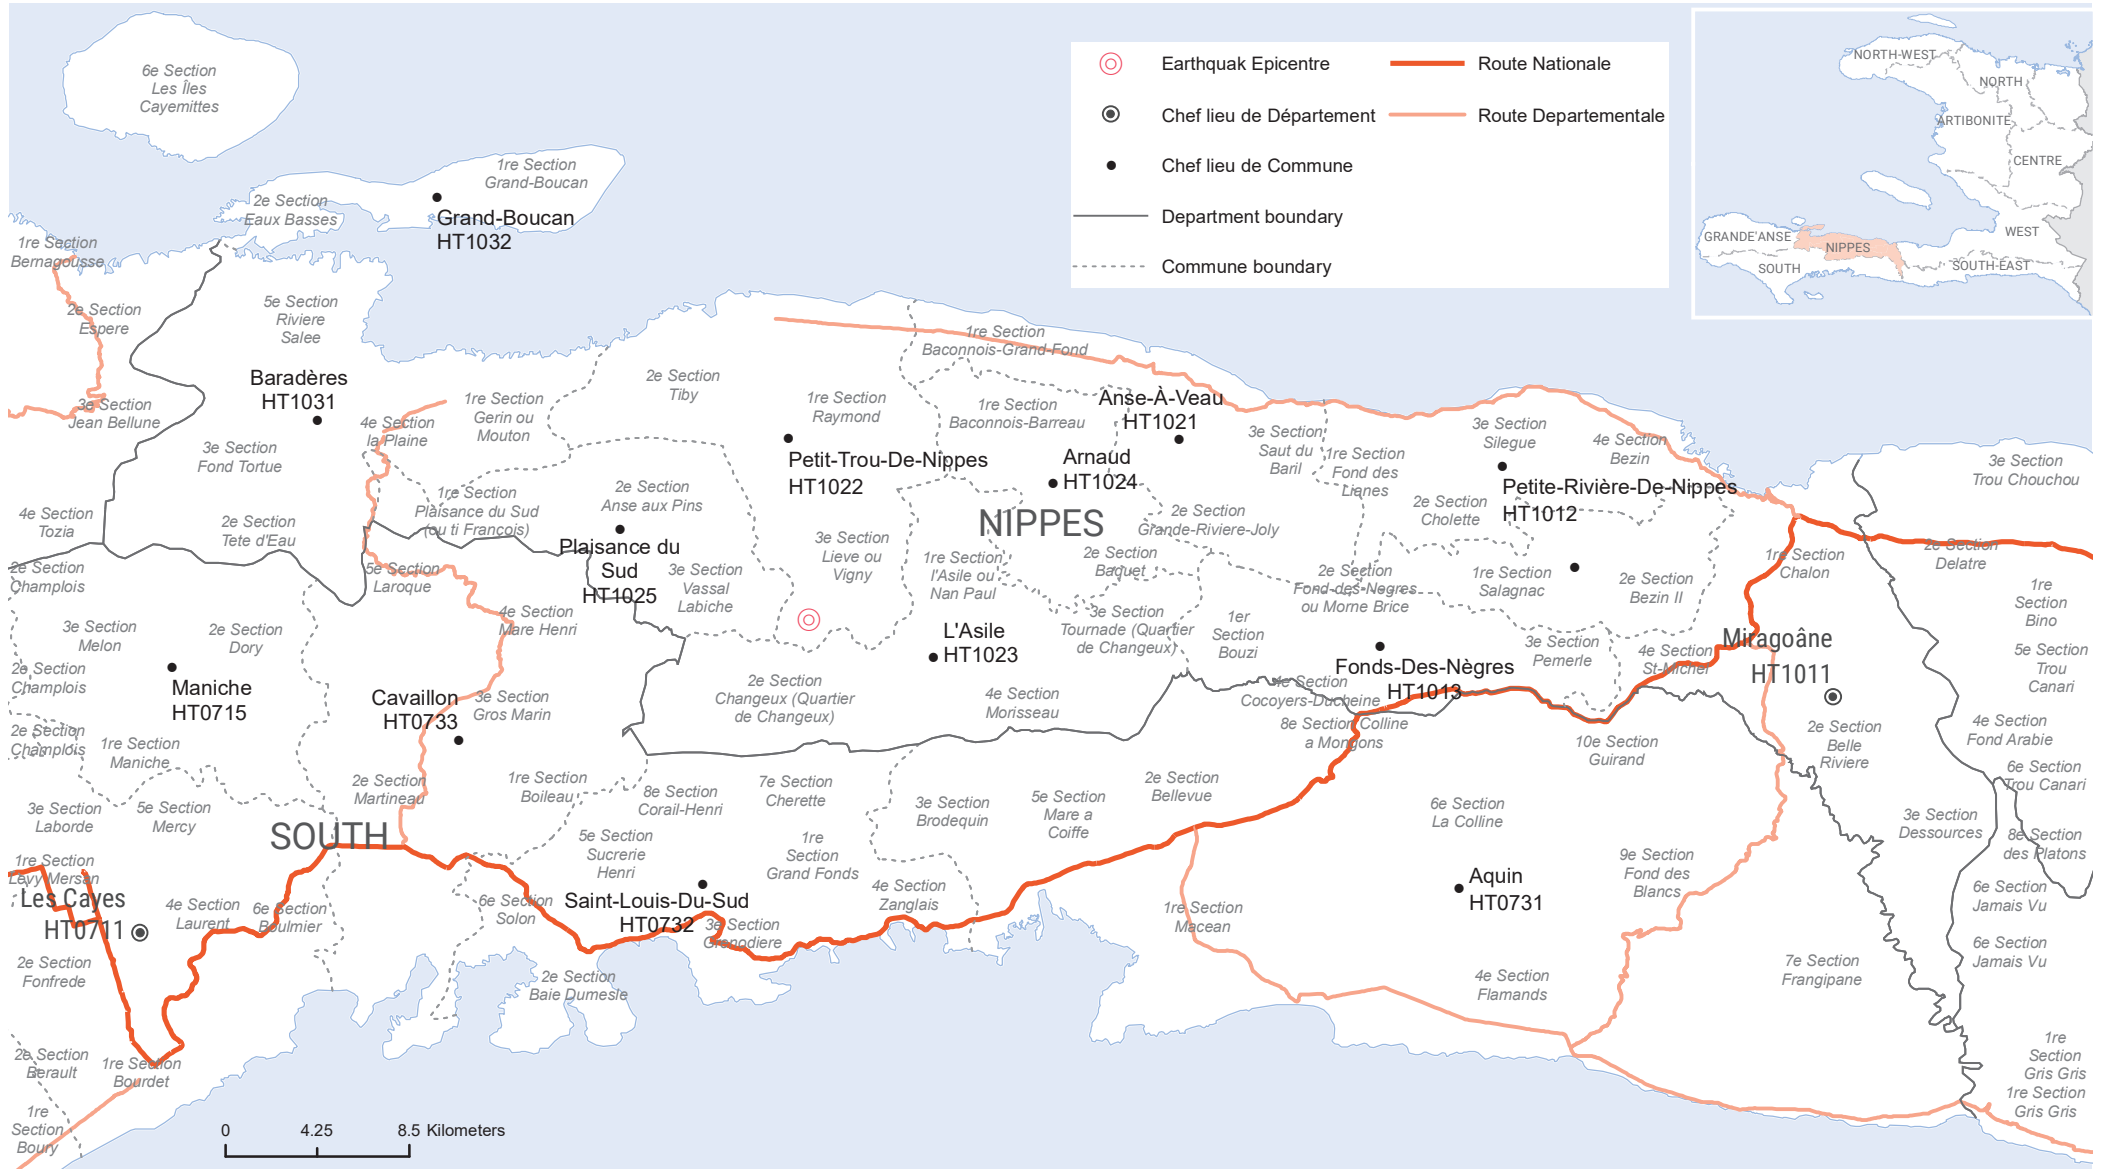 6e Section
Les Îles
Cayemittes
1re Section
Grand-Boucan
2e Section
Eaux Basses
Grand-Boucan
HT1032
Earthquak Epicentre
Route Nationale
Chef lieu de Département
Route Departementale
Chef lieu de Commune
Department boundary
Commune boundary
NORTH-WEST
NORTH
ARTIBONITE
CENTRE
WEST
GRANDE'ANSE
NIPPES
SOUTH
SOUTH-EAST
1re Section
Bernagousse
2e Section
Espere
5e Section
Riviere
Salee
Baradères
HT1031
3e Section
Jean Bellune
3e Section
Fond Tortue
4e Section
la Plaine
1re Section
Gerin ou
Mouton
2e Section
Tiby
1re Section
Raymond
1re Section
Baconnois-Grand-Fond
1re Section
Baconnois-Barreau
Anse-À-Veau
HT1021
Arnaud
HT1024
3e Section
Saut du
Baril
1re Section
Fond des
Lianes
3e Section
Silegue
4e Section
Bezin
3e Section
Trou Chouchou
Petit-Trou-De-Nippes
HT1022
Petite-Rivière-De-Nippes
HT1012
NIPPES
4e Section
Tozia
2e Section
Tete d'Eau
1re Section
Plaisance du Sud
(ou ti François)
2e Section
Anse aux Pins
Plaisance du
Sud
HT1025
3e Section
Vassal
Labiche
3e Section
Lieve ou
Vigny
1re Section
l'Asile ou
Nan Paul
2e Section
Grande-Riviere-Joly
2e Section
Baquet
2e Section
Cholette
2e Section
Fond-des-Negres
ou Morne Brice
1re Section
Salagnac
2e Section
Bezin II
1re Section
Chalon
2e Section
Delatre
1re
Section
Bino
2e Section
Champlois
5e Section
Laroque
4e Section
Mare Henri
3e Section
Melon
2e Section
Dory
2e Section
Champlois
Maniche
HT0715
Cavaillon
HT0733
3e Section
Gros Marin
L'Asile
HT1023
3e Section
Tournade (Quartier
de Changeux)
1er
Section
Bouzi
Fonds-Des-Nègres
HT1013
3e Section
Pemerle
4e Section
St-Michel
Miragoâne
HT1011
5e Section
Trou
Canari
2e Section
Changeux (Quartier
de Changeux)
4e Section
Morisseau
4e Section
Cocoyers-Ducheine
8e Section Colline
a Mongons
10e Section
Guirand
2e Section
Belle
Riviere
4e Section
Fond Arabie
2e Section
Champlois
1re Section
Maniche
6e Section
Trou Canari
3e Section
Laborde
5e Section
Mercy
2e Section
Martineau
1re Section
Boileau
8e Section
Corail-Henri
7e Section
Cherette
3e Section
Brodequin
5e Section
Mare a
Coiffe
2e Section
Bellevue
6e Section
La Colline
3e Section
Dessources
8e Section
des Platons
SOUTH
5e Section
Sucrerie
Henri
1re
Section
Grand Fonds
1re Section
Levy Mersan
Les Cayes
HT0711
4e Section
Laurent
6e Section
Boulmier
6e Section
Solon
Saint-Louis-Du-Sud
HT0732
3e Section
Grenodiere
4e Section
Zanglais
1re Section
Macean
Aquin
HT0731
9e Section
Fond des
Blancs
6e Section
Jamais Vu
6e Section
Jamais Vu
2e Section
Fonfrede
2e Section
Baie Dumesle
4e Section
Flamands
7e Section
Frangipane
2e Section
Berault
1re Section
Bourdet
1re
Section
Boury
1re
Section
Gris Gris
1re Section
Gris Gris
0 4.25 8.5 Kilometers